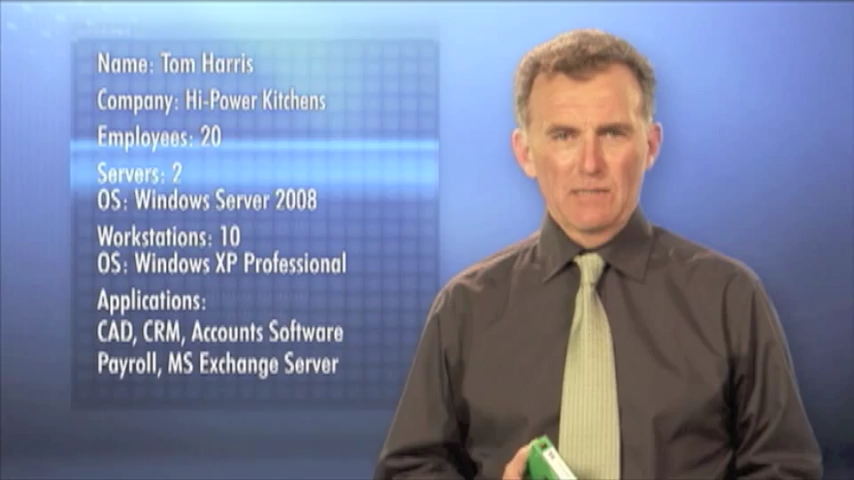 Name: Tom Harris
Company: Hi-Power Kitchens
Employees: 20
Servers: 2
OS: Windows Server 2008
Workstations: 10
OS: Windows XP Professional
Applications:
CAD, CRM, Accounts Software
Payroll, MS Exchange Server